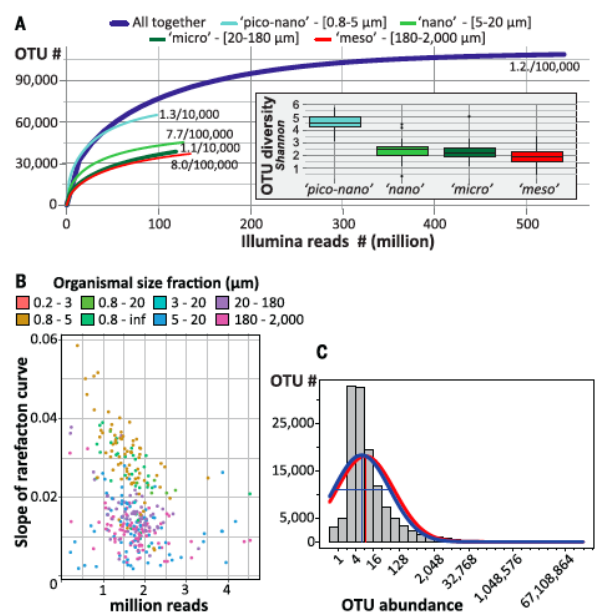 A
All together 'pico-nano' - [0.8-5 µm] 'nano' - [5-20 µm]
'micro' - [20-180 µm] 'meso' - [180-2,000 µm]
OTU #
90,000
60,000
30,000
0
1.2./100,000
1.3/10,000
7.7/100,000
1.1/10,000
8.0/100,000
OTU diversity
Shannon
6
5
4
3
2
1
'pico-nano' 'nano' 'micro' 'meso'
0 100 200 300 400 500
Illumina reads # (million)
B
Organismal size fraction (µm)
0.2 - 3 0.8 - 20 3 - 20 20 - 180
0.8 - 5 0.8 - inf 5 - 20 180 - 2,000
Slope of rarefacton curve
0.06
0.04
0.02
0
1 2 3 4
million reads
C
OTU #
25,000
15,000
5,000
0
1 4 16 128 2,048 32,768 1,048,576 67,108,864
OTU abundance